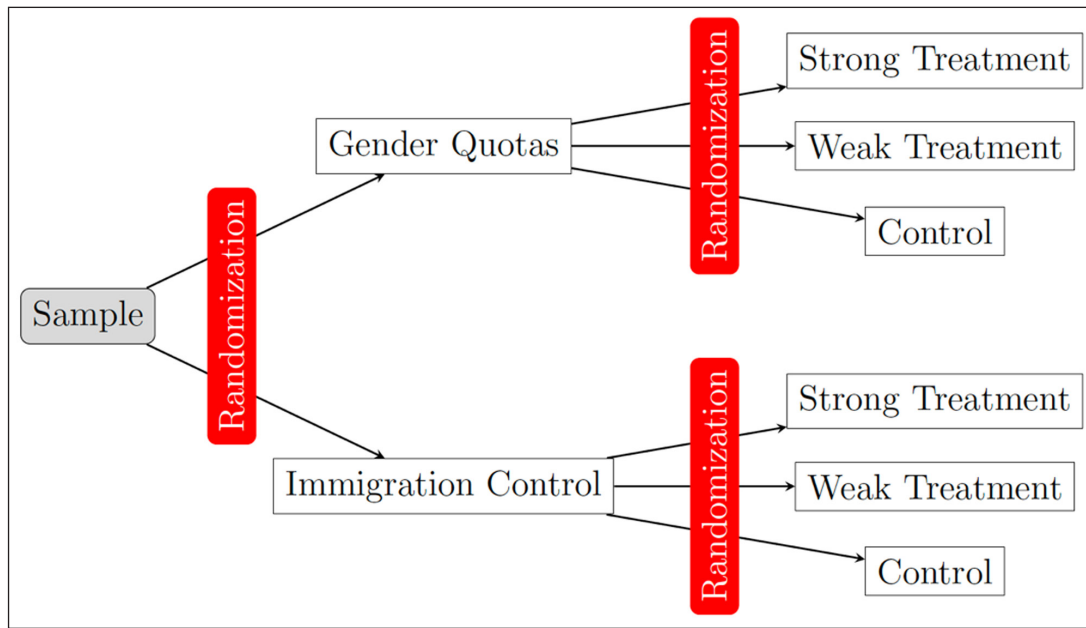 Sample
Randomization
Gender Quotas
Randomization
Strong Treatment
Weak Treatment
Control
Immigration Control
Randomization
Strong Treatment
Weak Treatment
Control